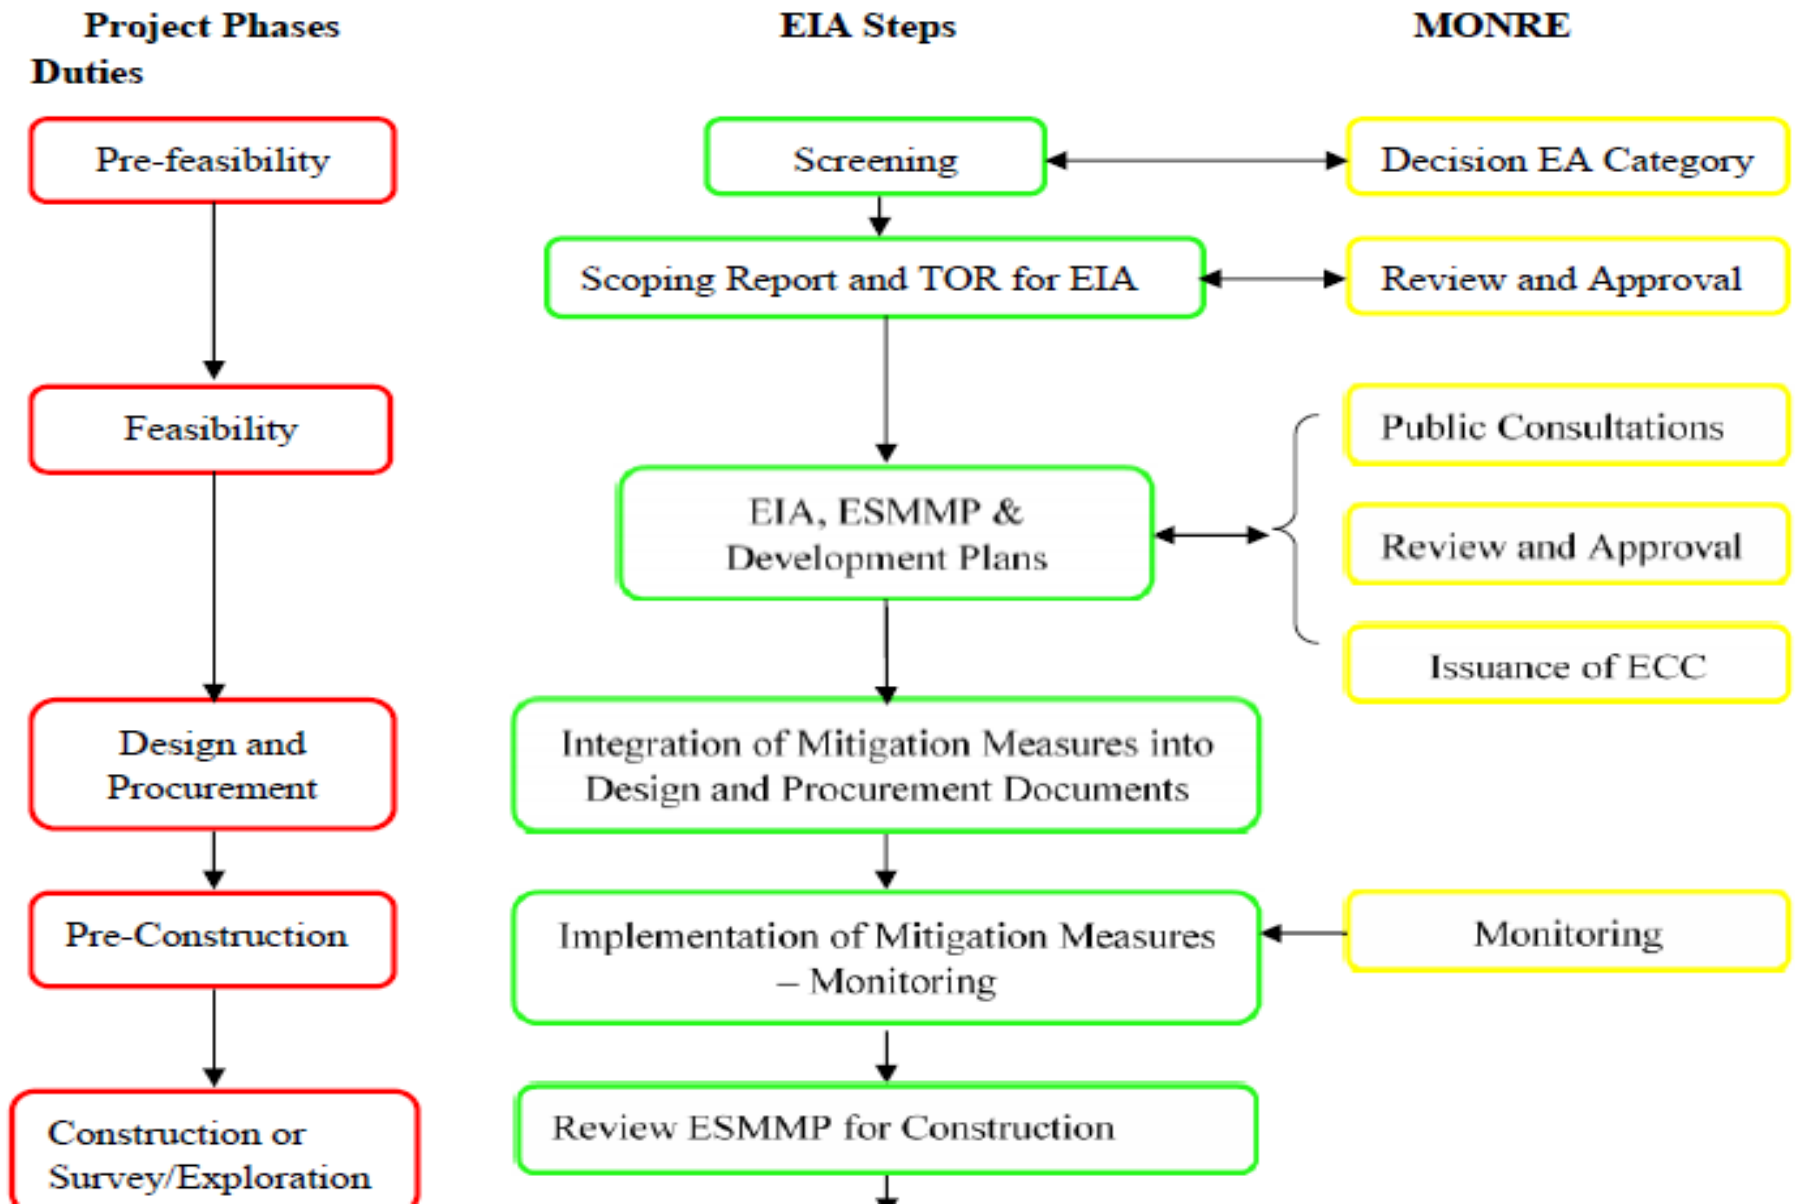 Project Phases
EIA Steps
MONRE
Duties
Pre-feasibility
Screening
Decision EA Category
Scoping Report and TOR for EIA
Review and Approval
Feasibility
Public Consultations
EIA, ESMMP &
Development Plans
Review and Approval
Issuance of ECC
Design and
Procurement
Integration of Mitigation Measures into
Design and Procurement Documents
Pre-Construction
Implementation of Mitigation Measures
– Monitoring
Monitoring
Construction or
Survey/Exploration
Review ESMMP for Construction